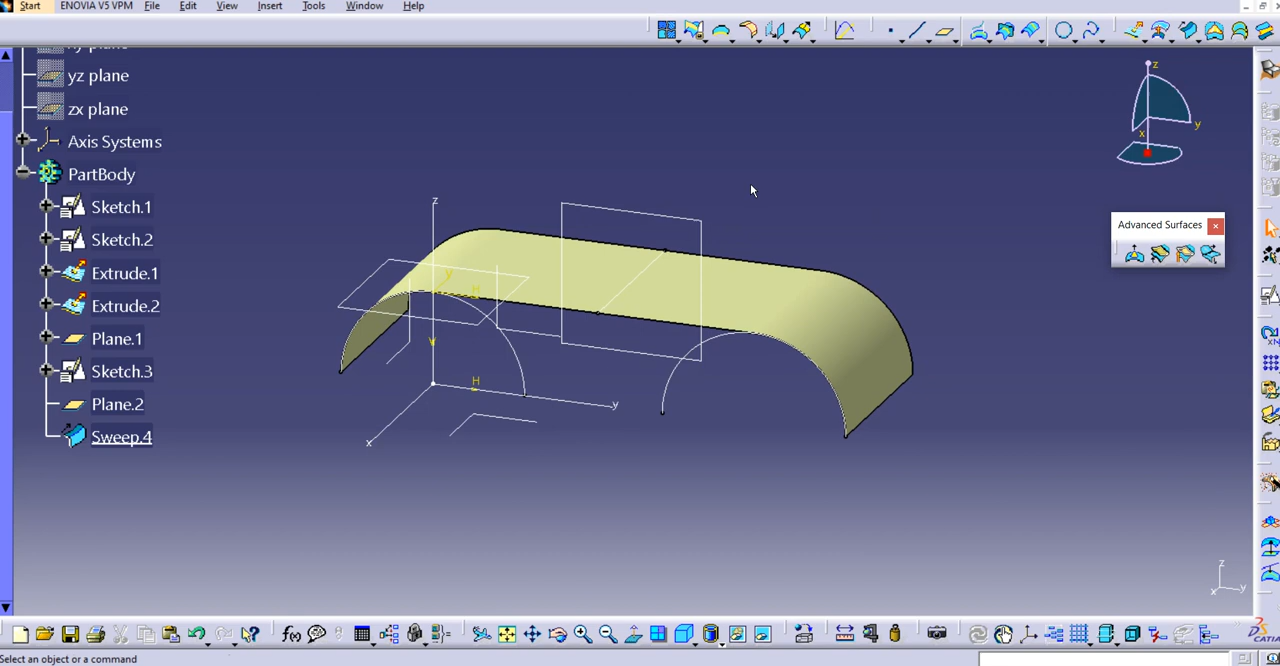 Start ENOVIA V5 VPM File Edit View Insert Tools Window Help
yz plane
zx plane
Axis Systems
PartBody
Sketch.1
Sketch.2
Extrude.1
Extrude.2
Plane.1
Sketch.3
Plane.2
Sweep.4
z
y
x
Advanced Surfaces
z
y
H
V
H
y
x
z
x
y
f(x)
Select an object or a command